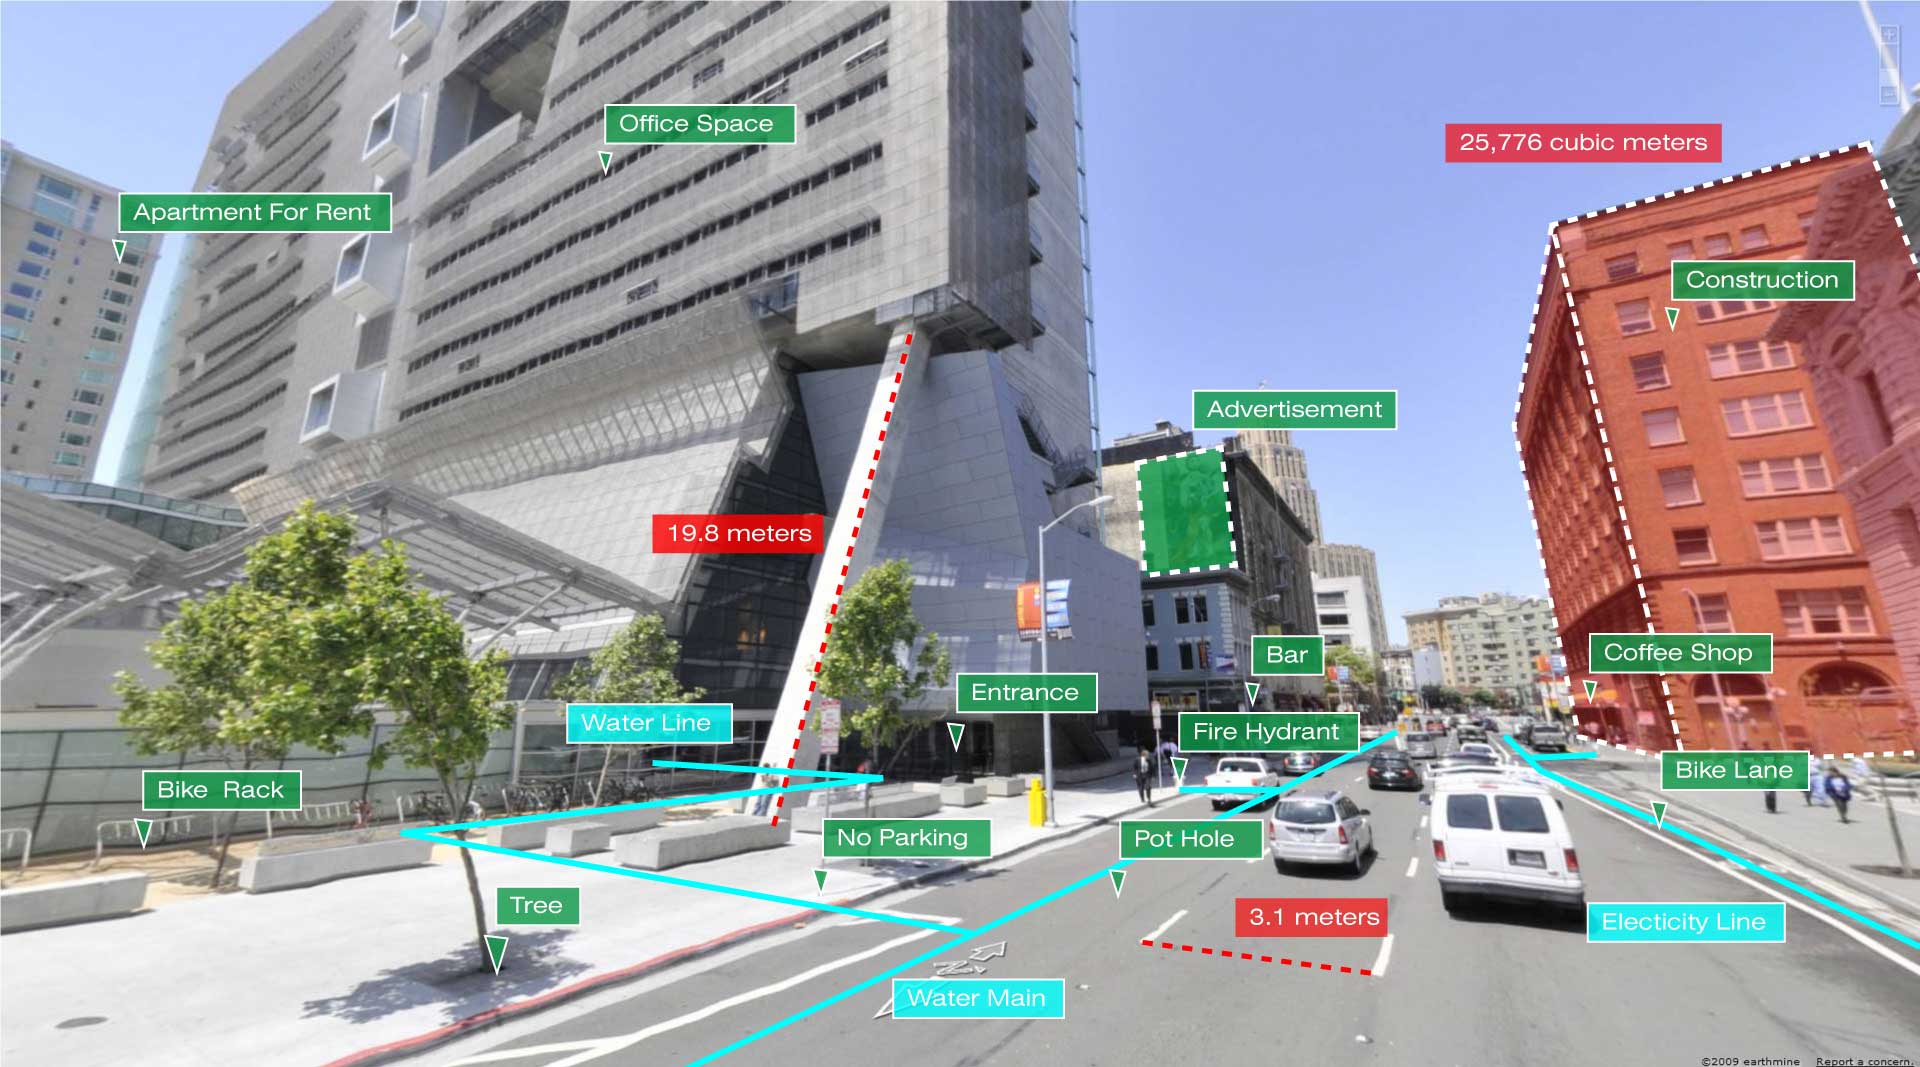 Office Space
25,776 cubic meters
Apartment For Rent
Construction
Advertisement
19.8 meters
Coffee Shop
Bar
Entrance
Water Line
Fire Hydrant
Bike Lane
Bike Rack
No Parking
Pot Hole
Tree
3.1 meters
Electicity Line
Water Main
©2009 earthmine Report a concern.